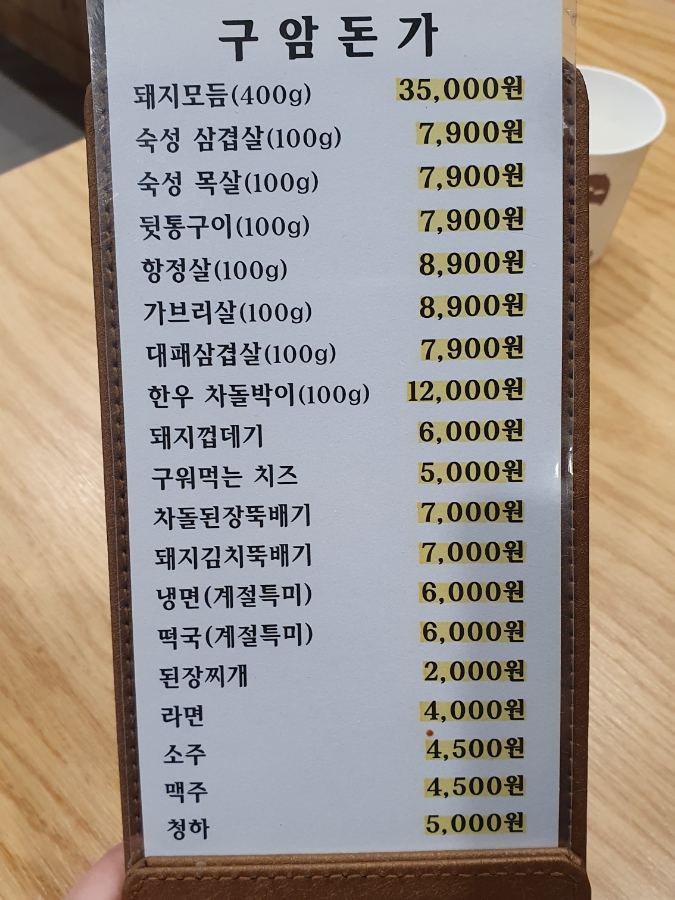 구암돈가
돼지모듬(400g) 35,000원
숙성 삼겹살(100g) 7,900원
숙성 목살(100g) 7,900원
뒷통구이(100g) 7,900원
항정살(100g) 8,900원
가브리살(100g) 8,900원
대패삼겹살(100g) 7,900원
한우 차돌박이(100g) 12,000원
돼지껍데기 6,000원
구워먹는 치즈 5,000원
차돌된장뚝배기 7,000원
돼지김치뚝배기 7,000원
냉면(계절특미) 6,000원
떡국(계절특미) 6,000원
된장찌개 2,000원
라면 4,000원
소주 4,500원
맥주 4,500원
청하 5,000원